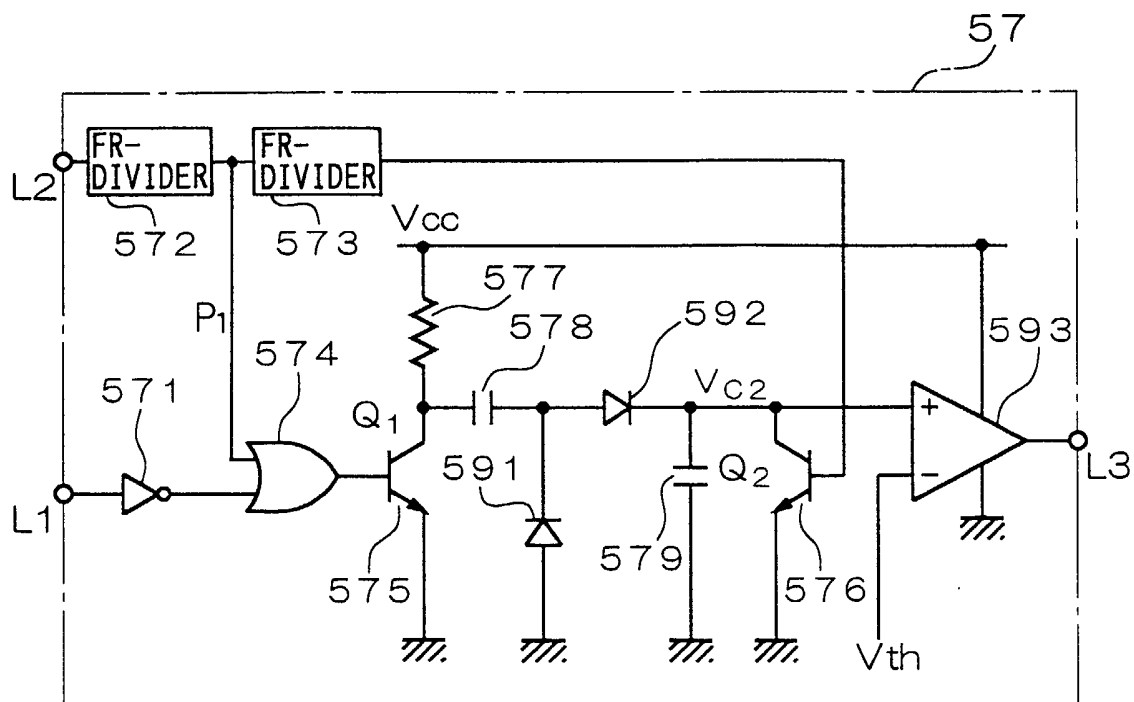 57
FR-
DIVIDER
FR-
DIVIDER
L2
572
573
Vcc
577
578
592
593
P1
574
571
Q1
VC2
L1
591
Q2
L3
575
579
576
Vth
+
−